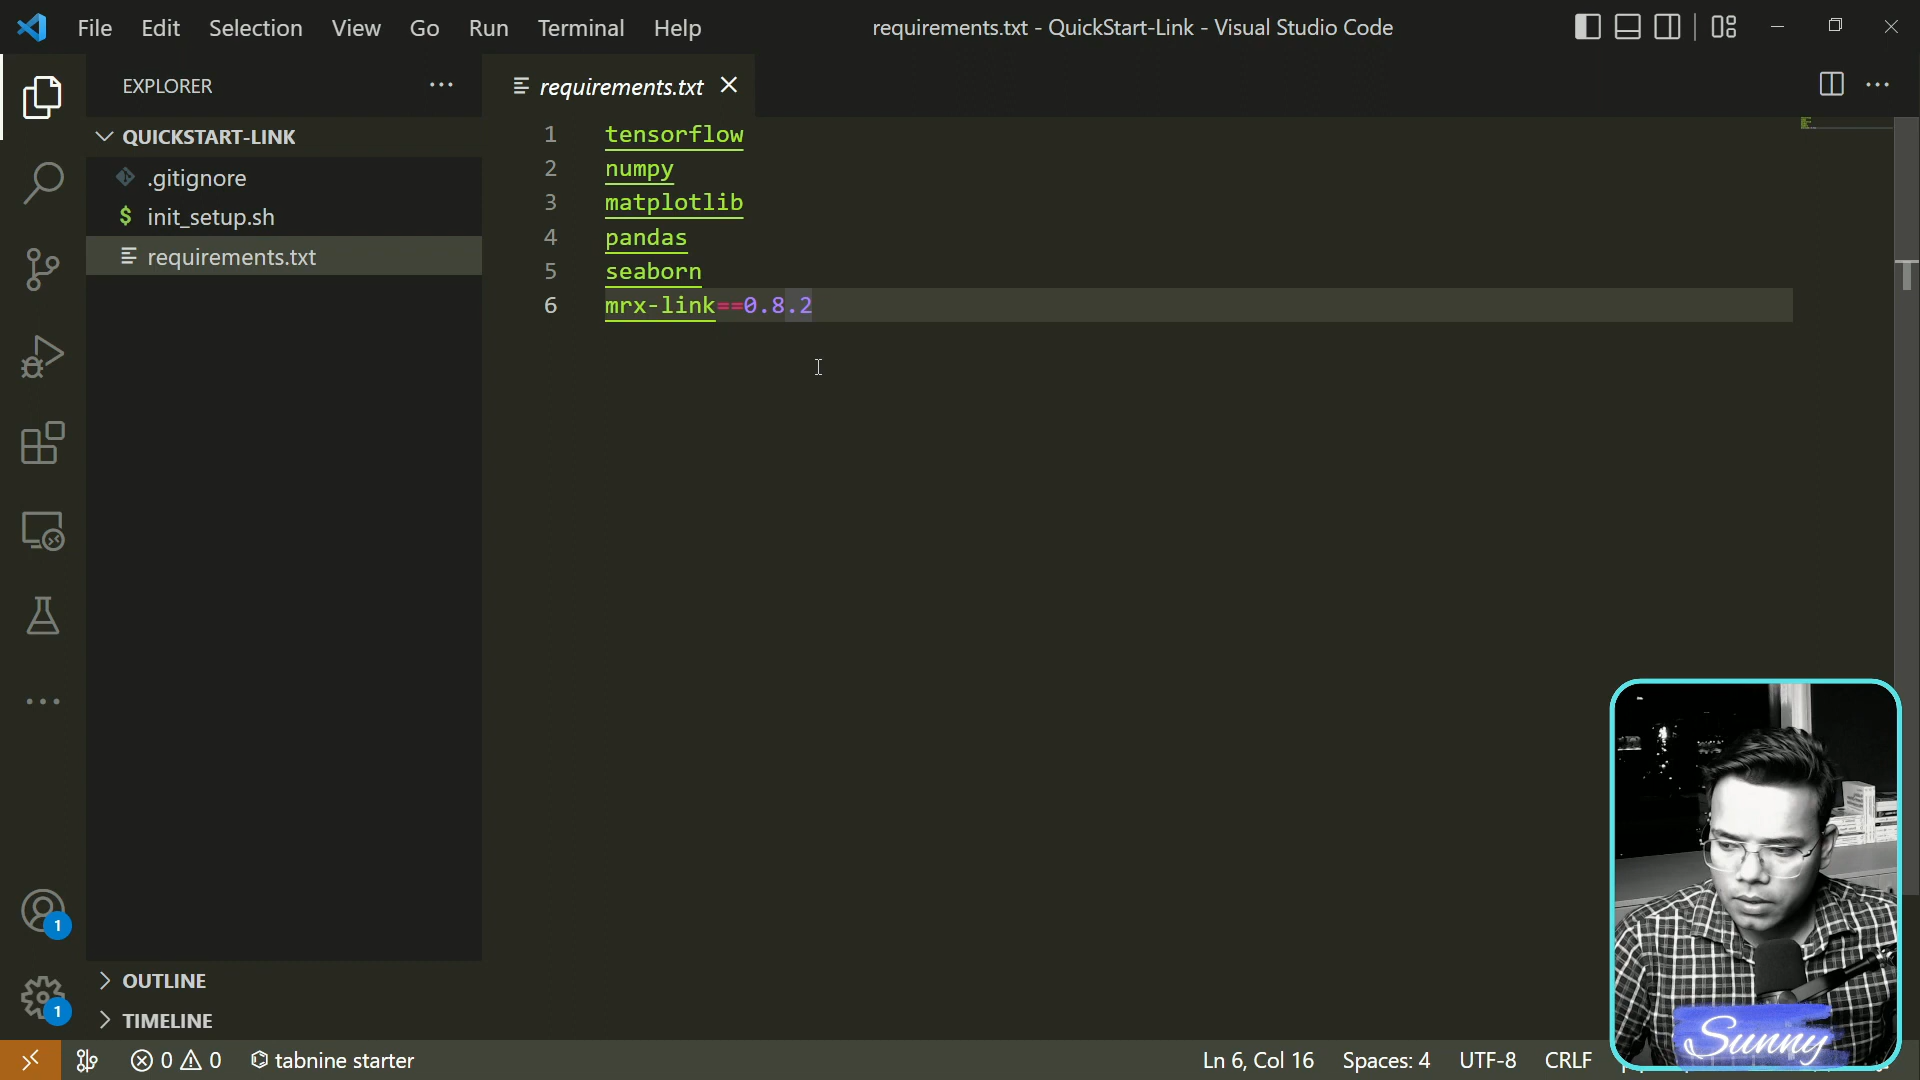 File Edit Selection View Go Run Terminal Help
requirements.txt - QuickStart-Link - Visual Studio Code
EXPLORER
QUICKSTART-LINK
.gitignore
$ init_setup.sh
requirements.txt
requirements.txt
1 tensorflow
2 numpy
3 matplotlib
4 pandas
5 seaborn
6 mrx-link==0.8.2
1
1
OUTLINE
TIMELINE
0 0 tabnine starter
Ln 6, Col 16 Spaces: 4 UTF-8 CRLF
Sunny